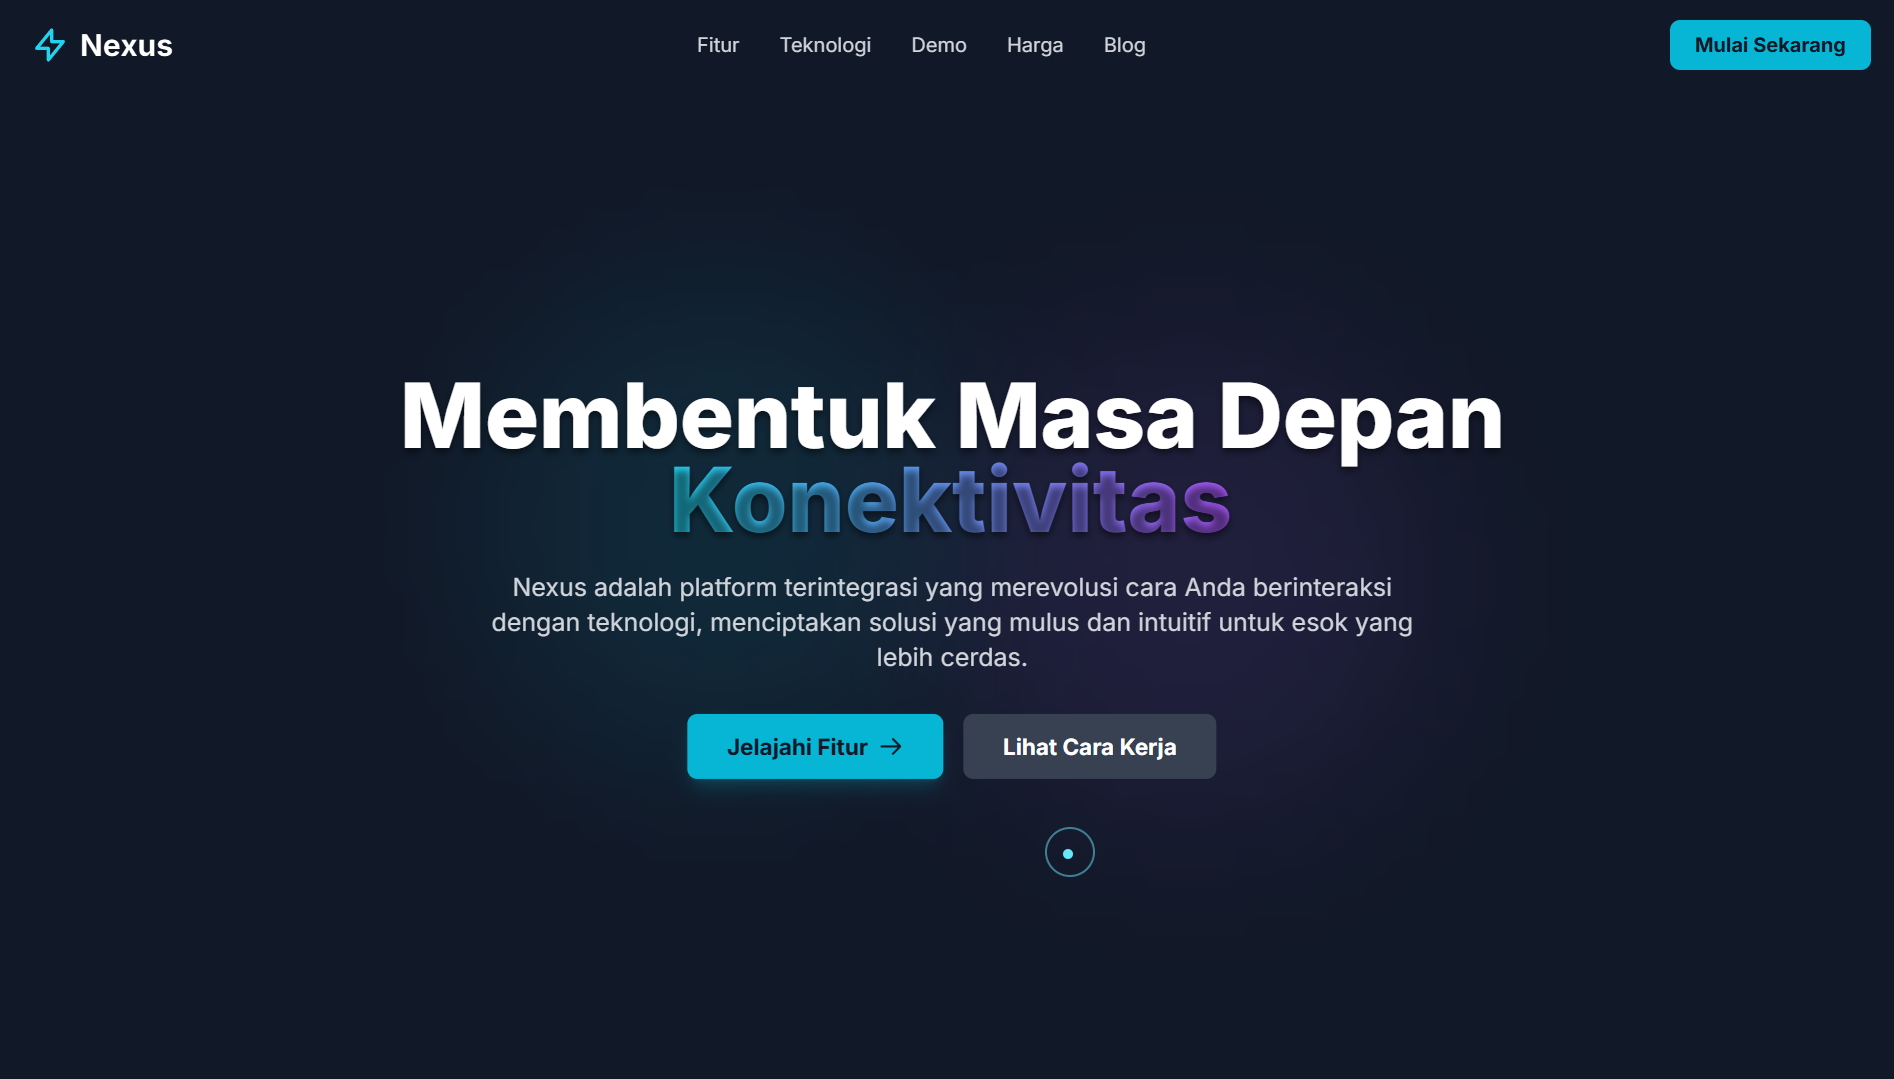 Nexus
Fitur
Teknologi
Demo
Harga
Blog
Mulai Sekarang
Membentuk Masa Depan
Konektivitas
Nexus adalah platform terintegrasi yang merevolusi cara Anda berinteraksi
dengan teknologi, menciptakan solusi yang mulus dan intuitif untuk esok yang
lebih cerdas.
Jelajahi Fitur →
Lihat Cara Kerja